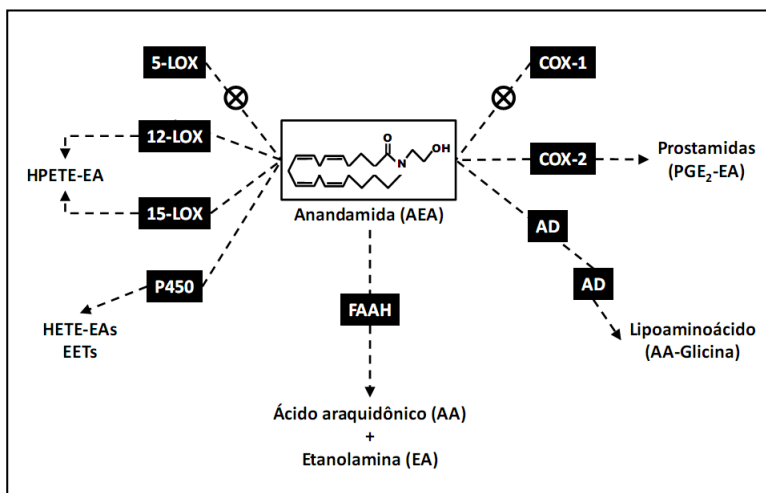 5-LOX
COX-1
12-LOX
O
OH
N
COX-2
Prostamidas
(PGE₂-EA)
HPETE-EA
15-LOX
Anandamida (AEA)
AD
P450
AD
FAAH
HETE-EAs
EETs
Lipoaminoácido
(AA-Glicina)
Ácido araquidônico (AA)
+
Etanolamina (EA)